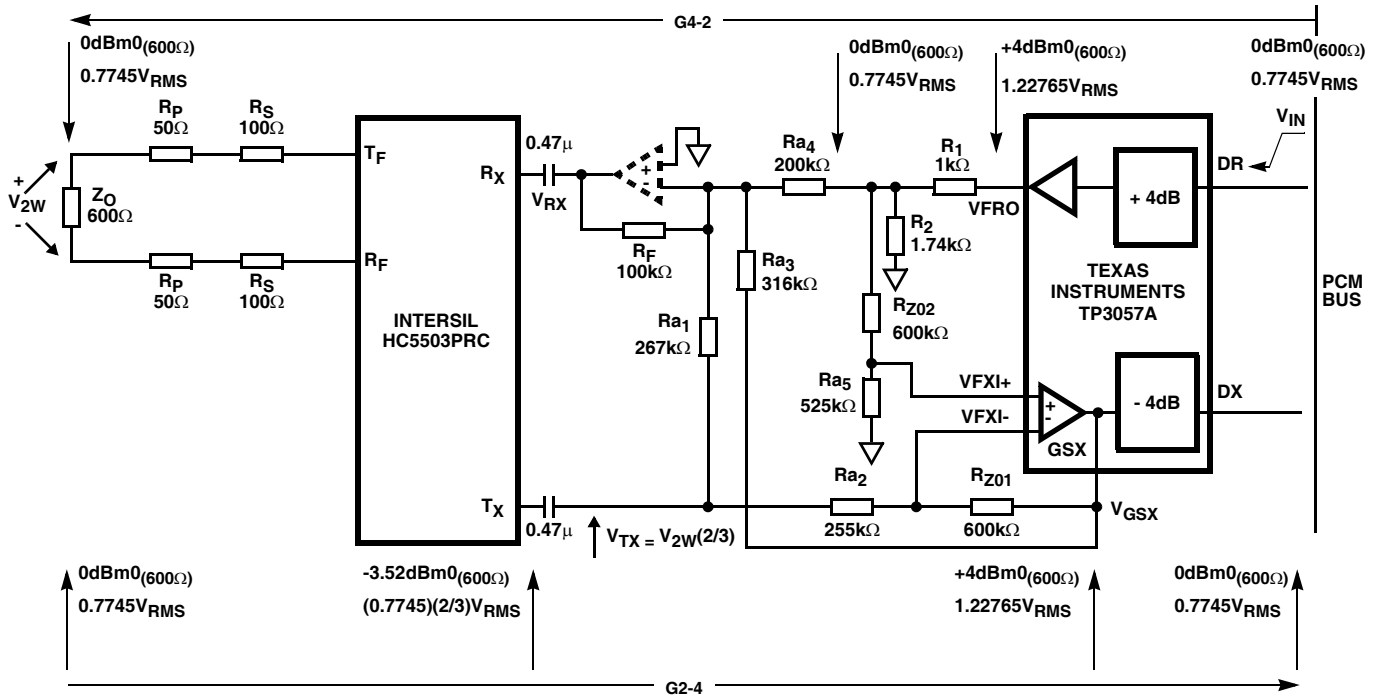 G4-2
0dBm0(600Ω)
0.7745VRMS
0dBm0(600Ω)
0.7745VRMS
+4dBm0(600Ω)
1.22765VRMS
0dBm0(600Ω)
0.7745VRMS
VIN
RP
50Ω
RS
100Ω
TF
+
V2W
-
ZO
600Ω
RF
RP
50Ω
RS
100Ω
INTERSIL
HC5503PRC
RX
TX
0.47μ
VRX
+
-
RF
100kΩ
Ra1
267kΩ
Ra3
316kΩ
Ra4
200kΩ
R1
1kΩ
VFRO
R2
1.74kΩ
RZ02
600kΩ
Ra5
525kΩ
VFXI+
VFXI-
+
-
GSX
+ 4dB
DR
TEXAS
INSTRUMENTS
TP3057A
- 4dB
DX
PCM
BUS
0.47μ
VTX = V2W(2/3)
Ra2
255kΩ
RZ01
600kΩ
VGSX
0dBm0(600Ω)
0.7745VRMS
-3.52dBm0(600Ω)
(0.7745)(2/3)VRMS
+4dBm0(600Ω)
1.22765VRMS
0dBm0(600Ω)
0.7745VRMS
G2-4